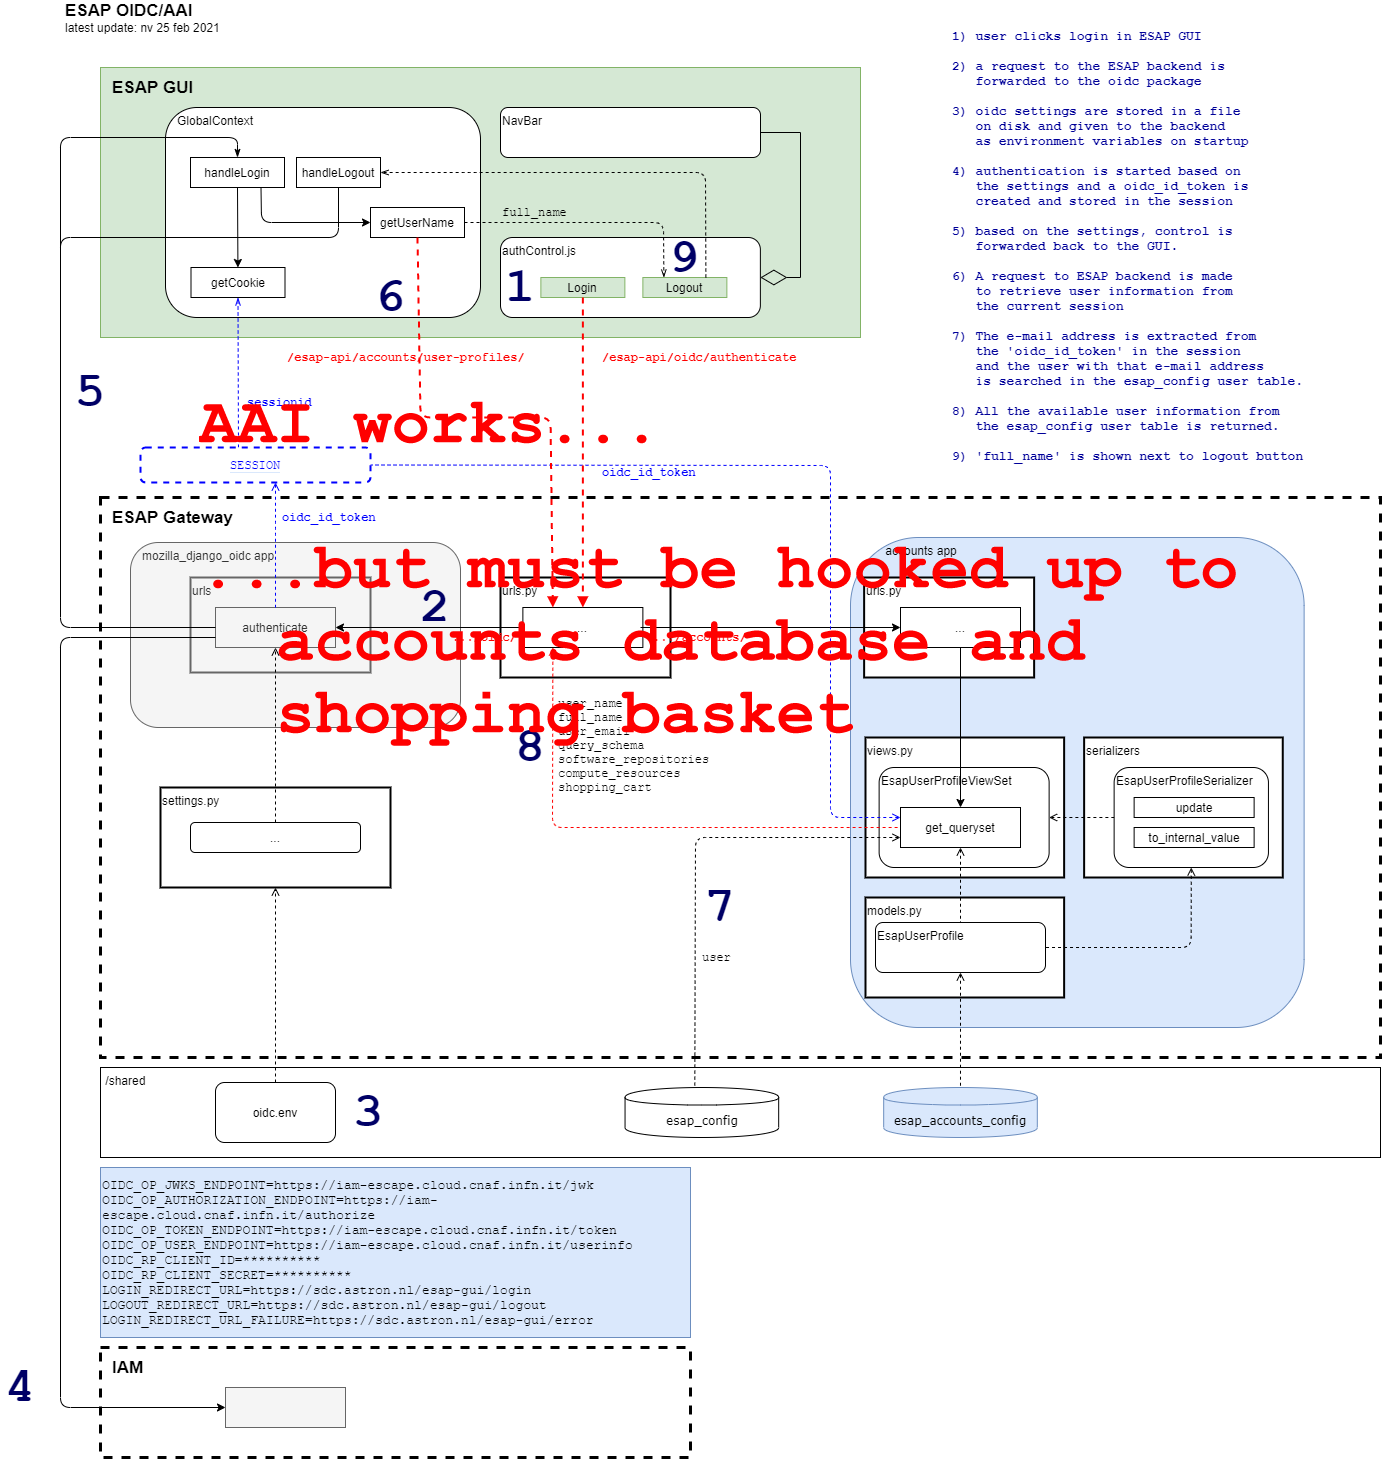 ESAP OIDC/AAI
latest update: nv 25 feb 2021
1) user clicks login in ESAP GUI
2) a request to the ESAP backend is
forwarded to the oidc package
3) oidc settings are stored in a file
on disk and given to the backend
as environment variables on startup
4) authentication is started based on
the settings and a oidc_id_token is
created and stored in the session
5) based on the settings, control is
forwarded back to the GUI.
6) A request to ESAP backend is made
to retrieve user information from
the current session
7) The e-mail address is extracted from
the 'oidc_id_token' in the session
and the user with that e-mail address
is searched in the esap_config user table.
8) All the available user information from
the esap_config user table is returned.
9) 'full_name' is shown next to logout button
ESAP GUI
GlobalContext
handleLogin
handleLogout
getUserName
getCookie
NavBar
full_name
authControl.js
Login
Logout
1
9
6
/esap-api/accounts/user-profiles/
/esap-api/oidc/authenticate
5
sessionid
AAI works...
SESSION
oidc_id_token
ESAP Gateway
oidc_id_token
mozilla_django_oidc app
urls
authenticate
2
urls.py
...
accounts app
urls.py
...
...but must be hooked up to
accounts database and
shopping basket
8
user_name
full_name
user_email
query_schema
software_repositories
compute_resources
shopping_cart
settings.py
...
views.py
EsapUserProfileViewSet
get_queryset
serializers
EsapUserProfileSerializer
update
to_internal_value
7
user
models.py
EsapUserProfile
/shared
oidc.env
3
esap_config
esap_accounts_config
OIDC_OP_JWKS_ENDPOINT=https://iam-escape.cloud.cnaf.infn.it/jwk
OIDC_OP_AUTHORIZATION_ENDPOINT=https://iam-
escape.cloud.cnaf.infn.it/authorize
OIDC_OP_TOKEN_ENDPOINT=https://iam-escape.cloud.cnaf.infn.it/token
OIDC_OP_USER_ENDPOINT=https://iam-escape.cloud.cnaf.infn.it/userinfo
OIDC_RP_CLIENT_ID=**********
OIDC_RP_CLIENT_SECRET=**********
LOGIN_REDIRECT_URL=https://sdc.astron.nl/esap-gui/login
LOGOUT_REDIRECT_URL=https://sdc.astron.nl/esap-gui/logout
LOGIN_REDIRECT_URL_FAILURE=https://sdc.astron.nl/esap-gui/error
IAM
4